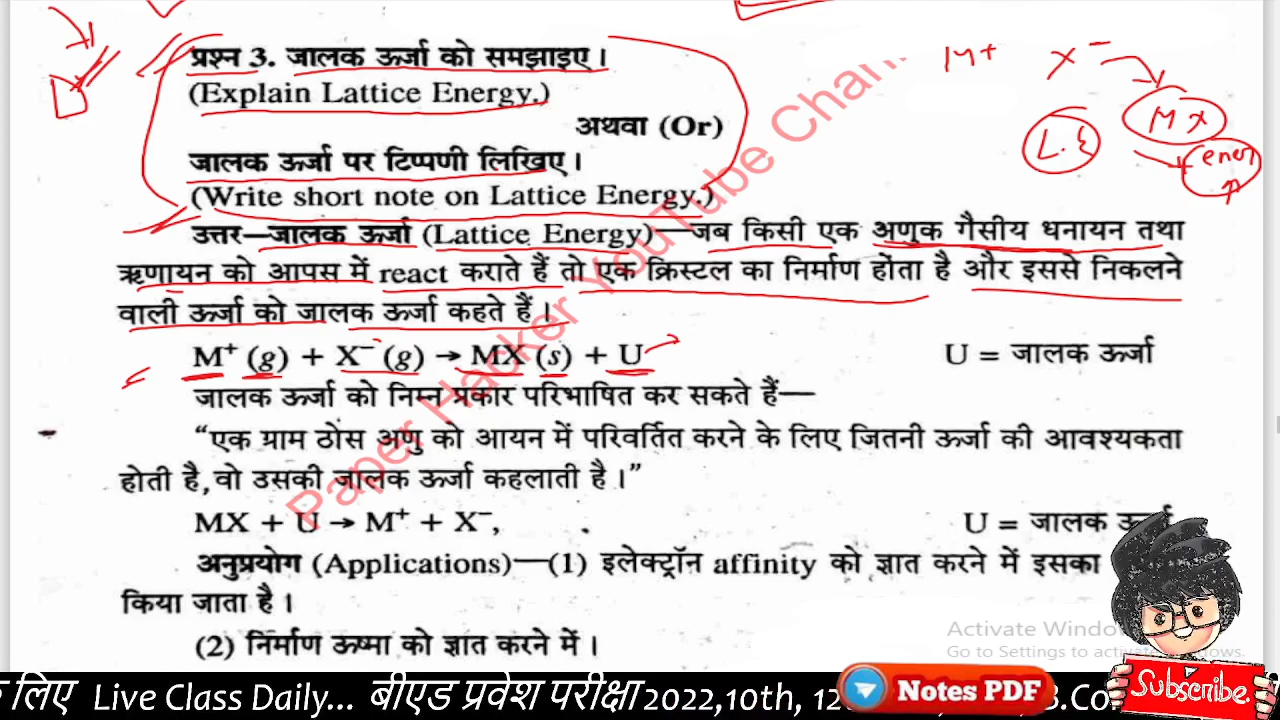 प्रश्न 3. जालक ऊर्जा को समझाइए।
(Explain Lattice Energy.)
अथवा (Or)
जालक ऊर्जा पर टिप्पणी लिखिए।
(Write short note on Lattice Energy.)
उत्तर—जालक ऊर्जा (Lattice Energy)—जब किसी एक अणुक गैसीय धनायन तथा
ऋणायन को आपस में react कराते हैं तो एक क्रिस्टल का निर्माण होता है और इससे निकलने
वाली ऊर्जा को जालक ऊर्जा कहते हैं।
M⁺ (g) + X⁻ (g) → MX (s) + U U = जालक ऊर्जा
जालक ऊर्जा को निम्न प्रकार परिभाषित कर सकते हैं—
“एक ग्राम ठोस अणु को आयन में परिवर्तित करने के लिए जितनी ऊर्जा की आवश्यकता
होती है, वो उसकी जालक ऊर्जा कहलाती है।”
MX + U → M⁺ + X⁻, U = जालक ऊर्जा
अनुप्रयोग (Applications)—(1) इलेक्ट्रॉन affinity को ज्ञात करने में इसका
किया जाता है।
(2) निर्माण ऊष्मा को ज्ञात करने में।
M+ X⁻
MX
L.E
ener
Paper Hacker YouTube Chan
Activate Windo
Go to Settings to activate Windows.
लिए Live Class Daily... बीएड प्रवेश परीक्षा 2022,10th, 12
Notes PDF
B.Co
Subscribe